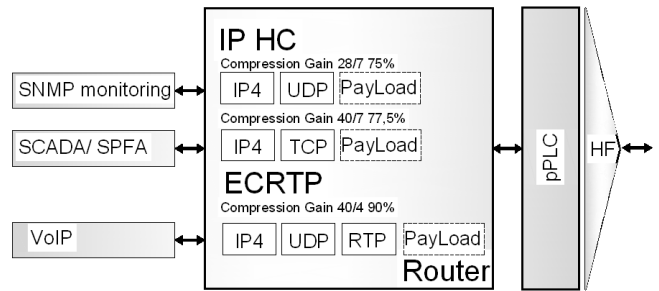 IP HC
Compression Gain 28/7 75%
SNMP monitoring
IP4 UDP PayLoad
Compression Gain 40/7 77,5%
SCADA/ SPFA
IP4 TCP PayLoad
pPLC
HF
ECRTP
Compression Gain 40/4 90%
VoIP
IP4 UDP RTP PayLoad
Router